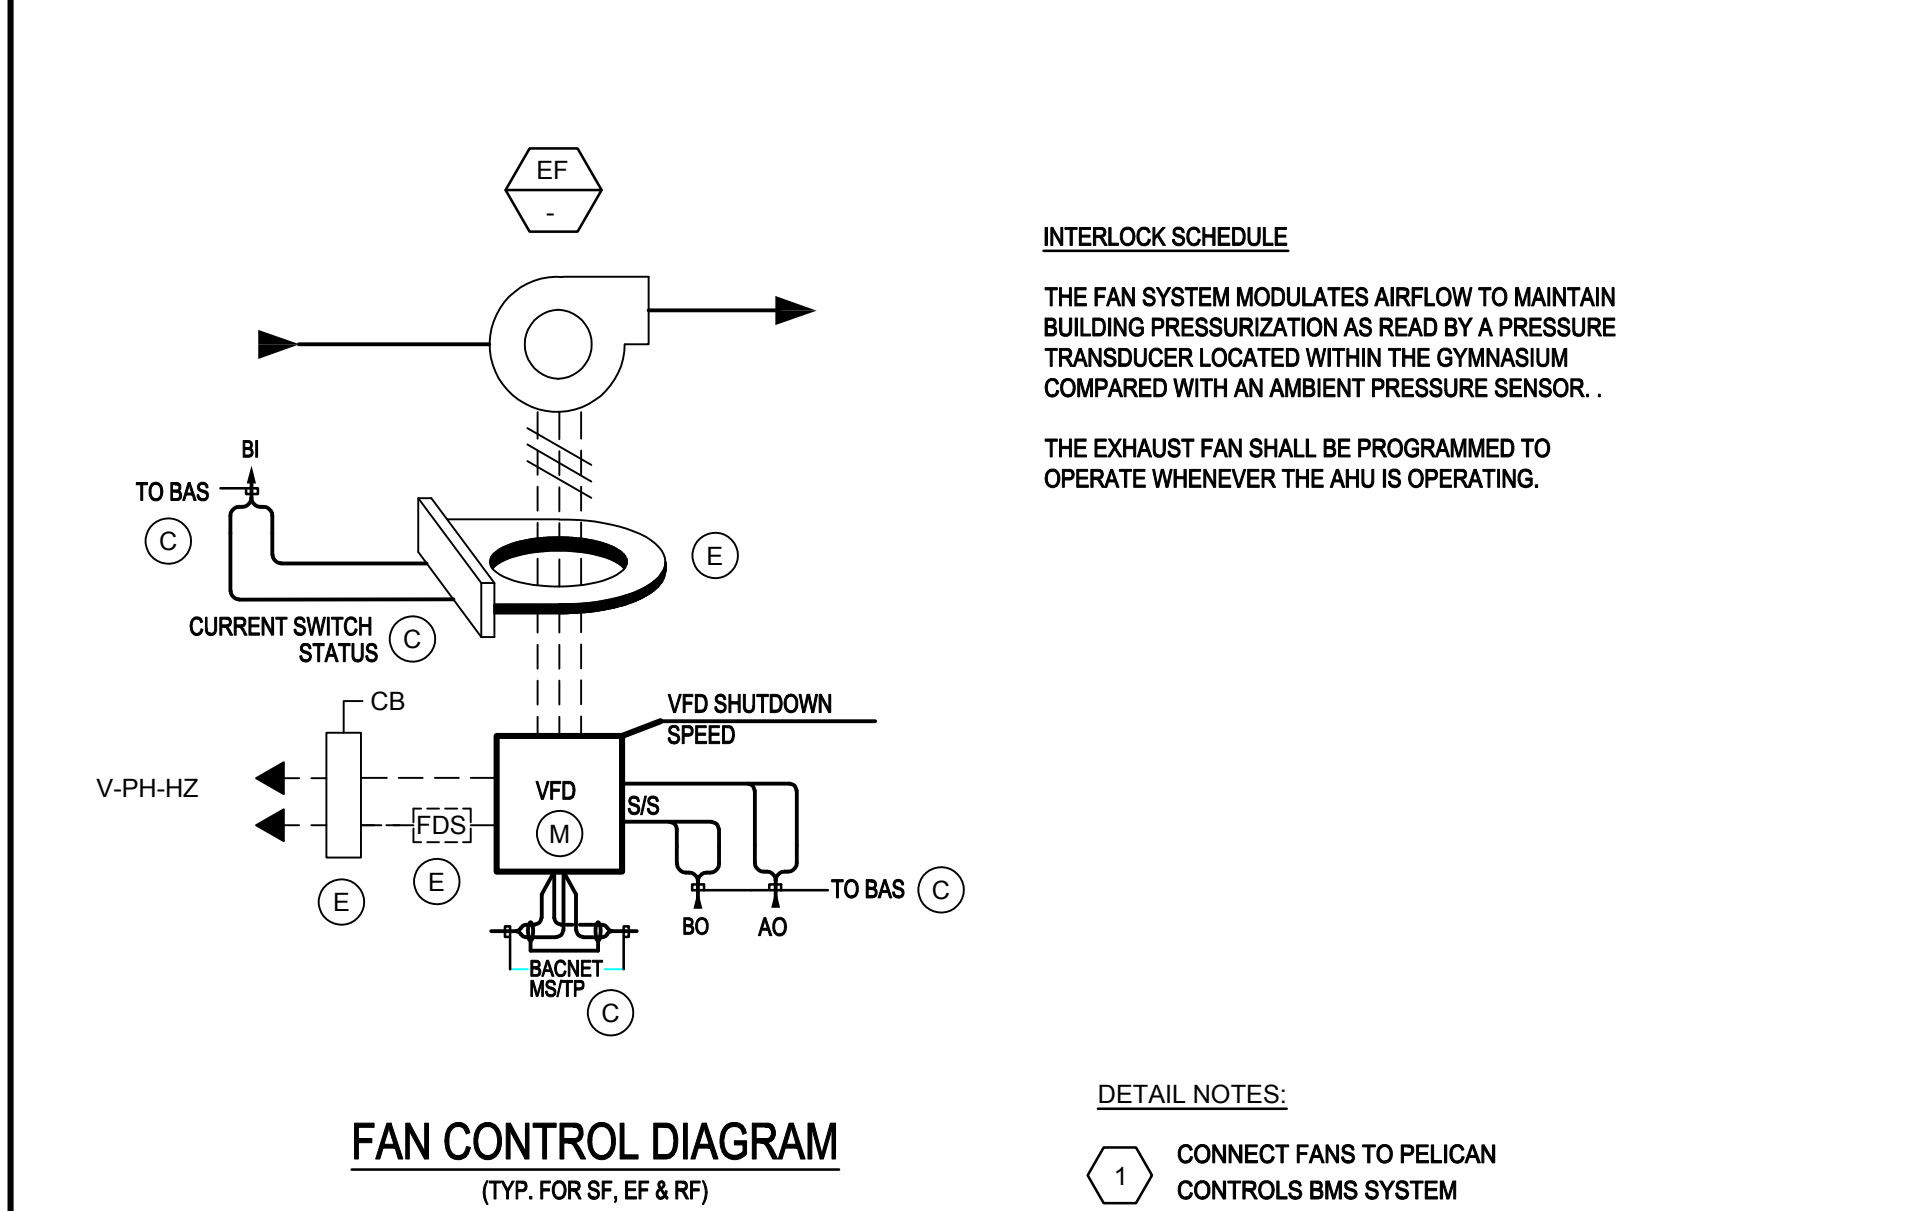 EF
-
INTERLOCK SCHEDULE
THE FAN SYSTEM MODULATES AIRFLOW TO MAINTAIN
BUILDING PRESSURIZATION AS READ BY A PRESSURE
TRANSDUCER LOCATED WITHIN THE GYMNASIUM
COMPARED WITH AN AMBIENT PRESSURE SENSOR. .
THE EXHAUST FAN SHALL BE PROGRAMMED TO
OPERATE WHENEVER THE AHU IS OPERATING.
BI
TO BAS
C
E
CURRENT SWITCH
STATUS
C
CB
VFD SHUTDOWN
SPEED
V-PH-HZ
VFD
S/S
FDS
M
E
E
TO BAS
C
BO
AO
BACNET
MS/TP
C
FAN CONTROL DIAGRAM
(TYP. FOR SF, EF & RF)
DETAIL NOTES:
1
CONNECT FANS TO PELICAN
CONTROLS BMS SYSTEM